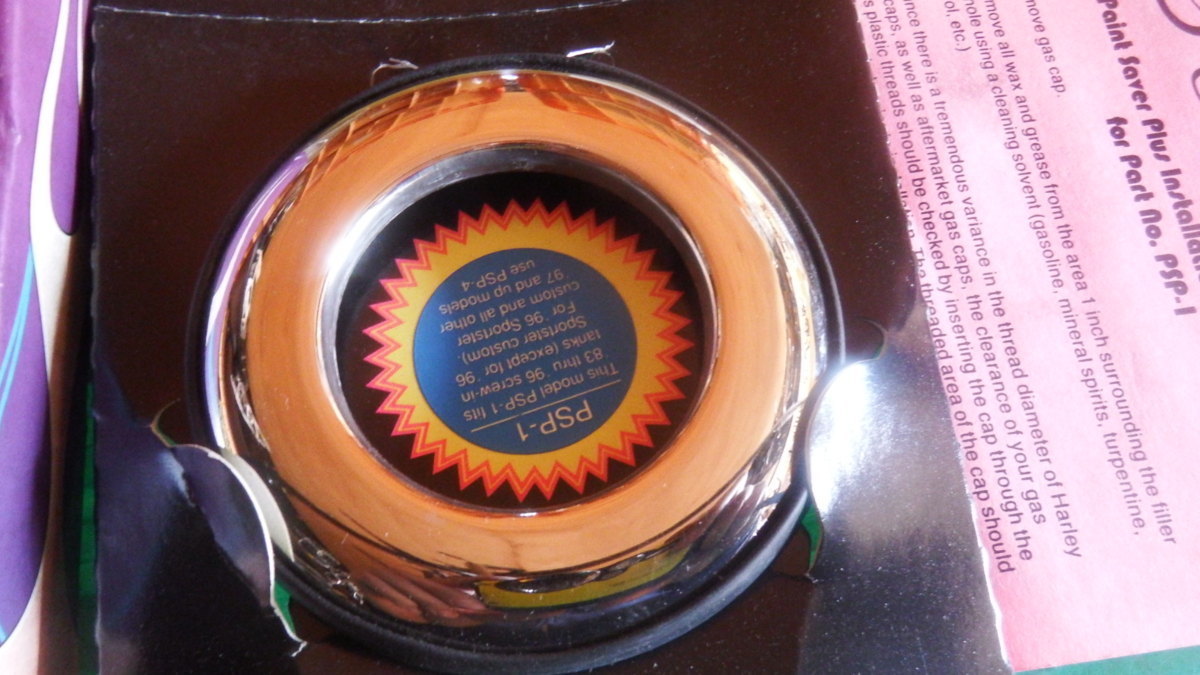 PSP-1
This model PSP-1 fits
83 thru '96 screw-in
tanks (except for '96
Sportster custom).
For '96 Sportster
custom and all other
'97 and up models
use PSP-4
Paint Saver Plus
for Part No. PSP-1
move gas cap.
move all wax and grease from the area 1 inch surrounding the filler
hole using a cleaning solvent (gasoline, mineral spirits, turpentine,
ol, etc.)
nce there is a tremendous variance in the thread diameter of Harley
caps, as well as aftermarket gas caps, the clearance of your gas
s plastic threads should be checked by inserting the cap through the
The threaded area of the cap should